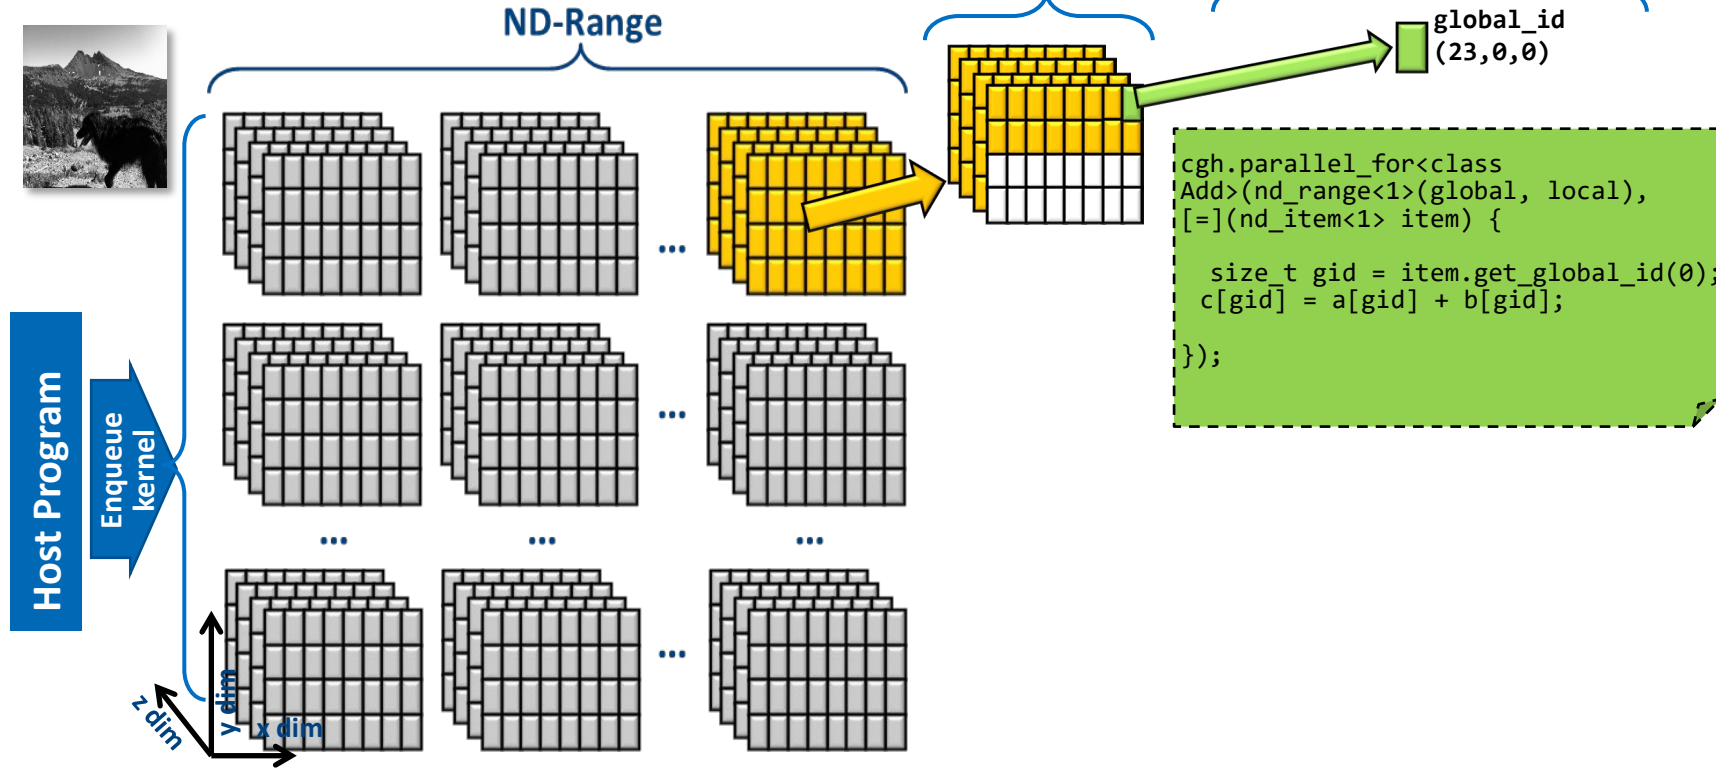 ND-Range
global_id
(23,0,0)
cgh.parallel_for<class
Add>(nd_range<1>(global, local),
[=](nd_item<1> item) {
size_t gid = item.get_global_id(0);
c[gid] = a[gid] + b[gid];
});
...
...
... ... ...
...
Host Program
Enqueue
kernel
z dim
y dim
x dim